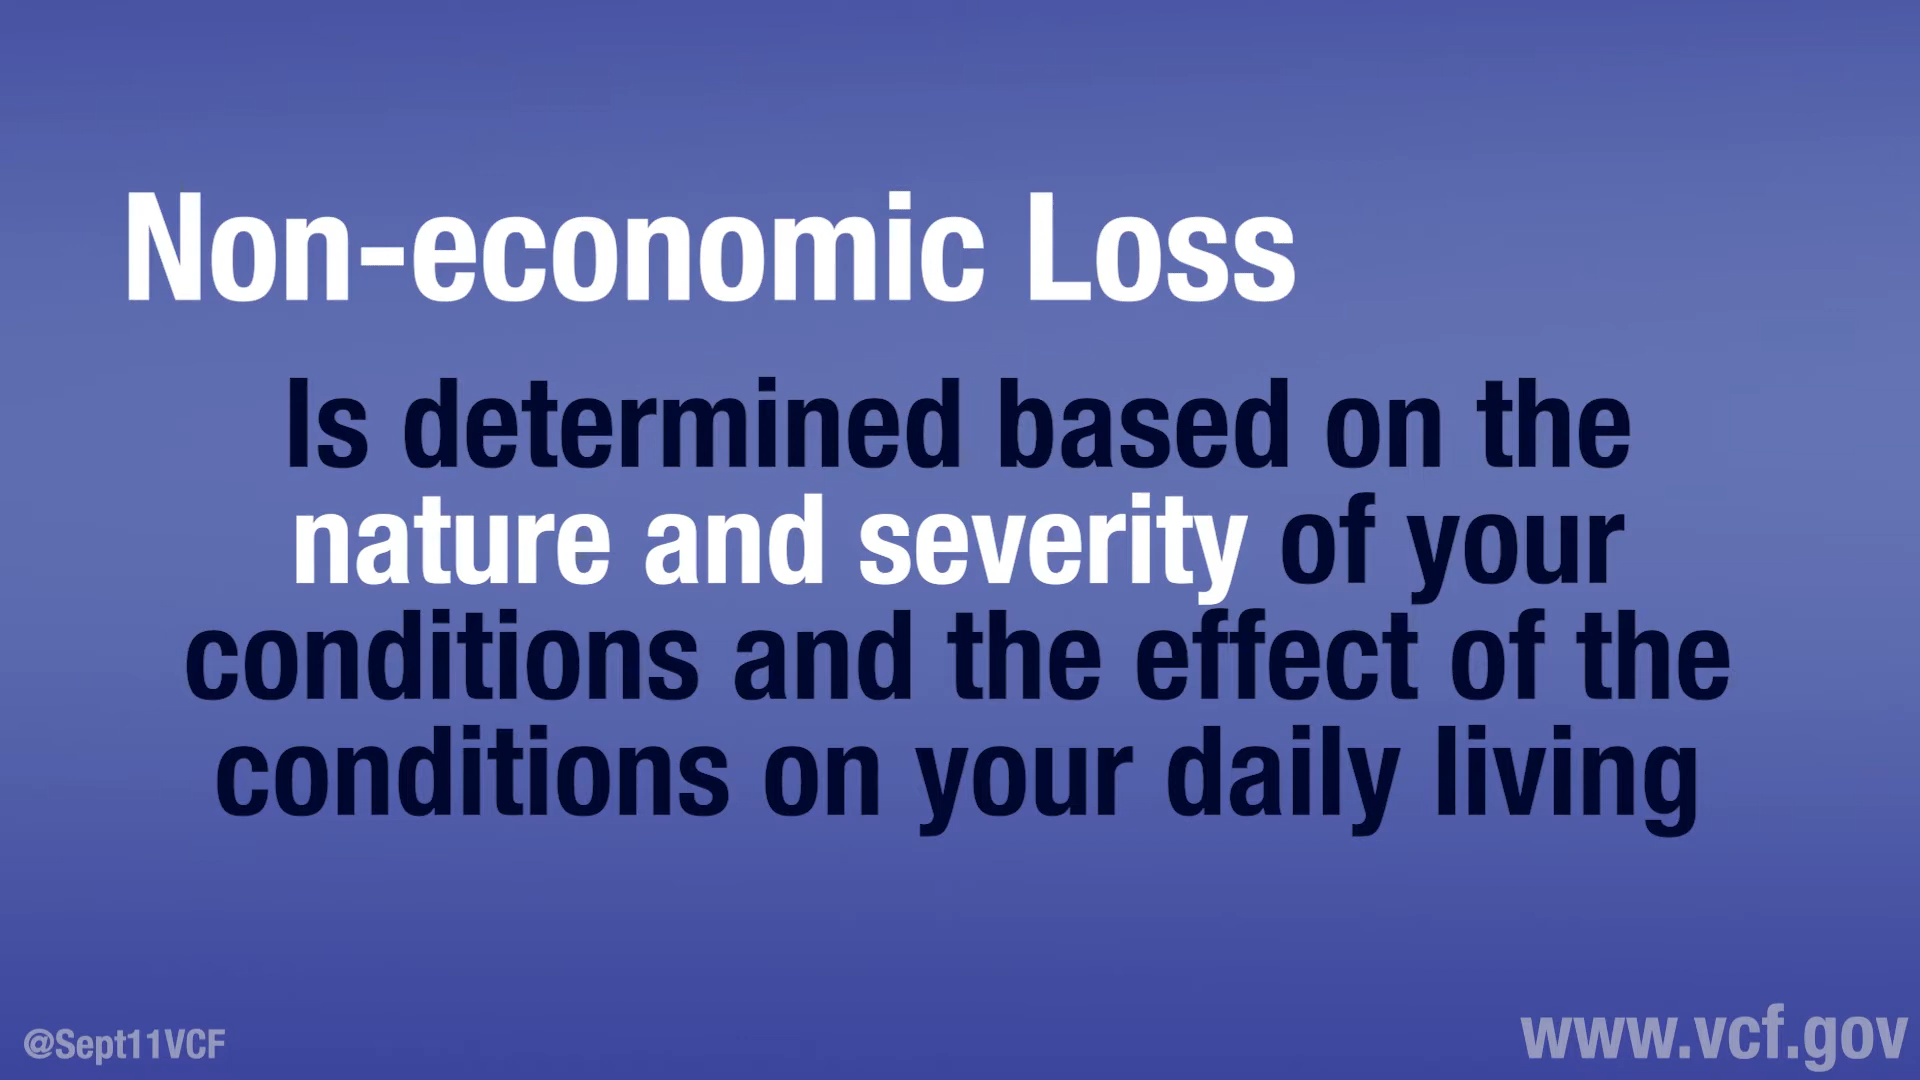 Non-economic Loss
Is determined based on the
nature and severity of your
conditions and the effect of the
conditions on your daily living
@Sept11VCF
www.vcf.gov